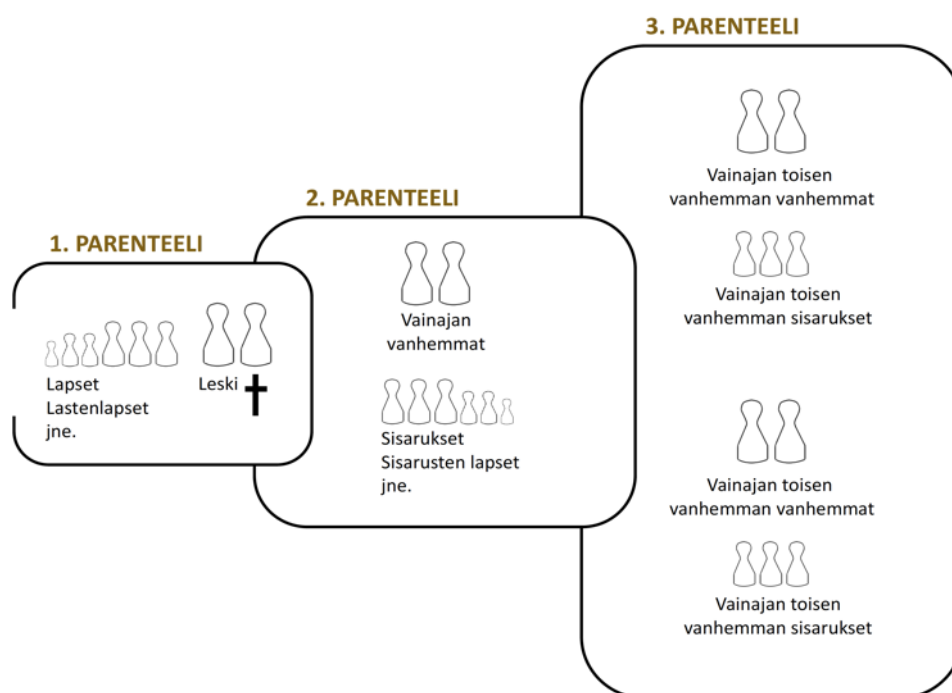 1. PARENTEELI
Lapset
Lastenlapset
jne.
Leski
2. PARENTEELI
Vainajan
vanhemmat
Sisarukset
Sisarusten lapset
jne.
3. PARENTEELI
Vainajan toisen
vanhemman vanhemmat
Vainajan toisen
vanhemman sisarukset
Vainajan toisen
vanhemman vanhemmat
Vainajan toisen
vanhemman sisarukset